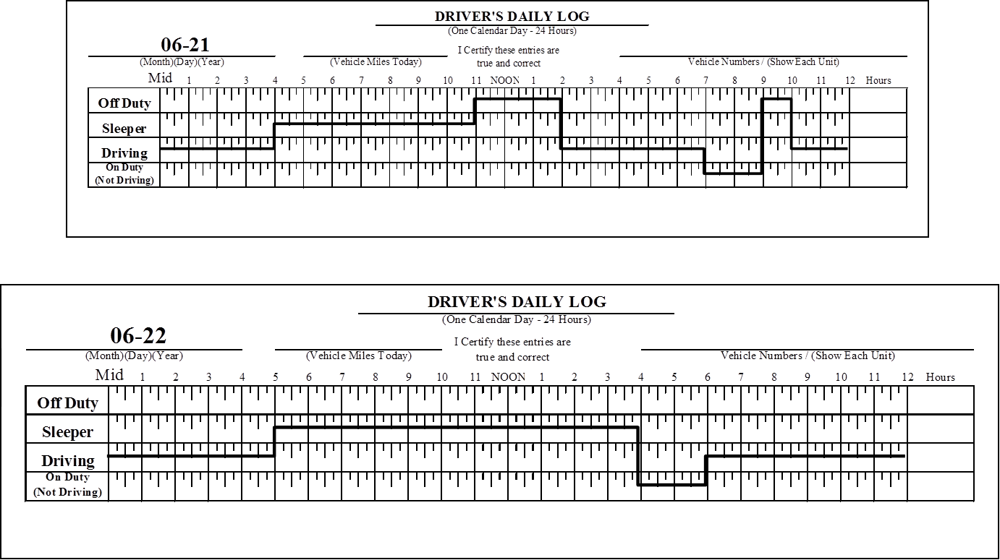 DRIVER'S DAILY LOG
(One Calendar Day - 24 Hours)
06-21
I Certify these entries are
true and correct
(Month)(Day)(Year) (Vehicle Miles Today) Vehicle Numbers / (Show Each Unit)
Mid 1 2 3 4 5 6 7 8 9 10 11 NOON 1 2 3 4 5 6 7 8 9 10 11 12 Hours
Off Duty
Sleeper
Driving
On Duty
(Not Driving)
DRIVER'S DAILY LOG
(One Calendar Day - 24 Hours)
06-22
I Certify these entries are
true and correct
(Month)(Day)(Year) (Vehicle Miles Today) Vehicle Numbers / (Show Each Unit)
Mid 1 2 3 4 5 6 7 8 9 10 11 NOON 1 2 3 4 5 6 7 8 9 10 11 12 Hours
Off Duty
Sleeper
Driving
On Duty
(Not Driving)